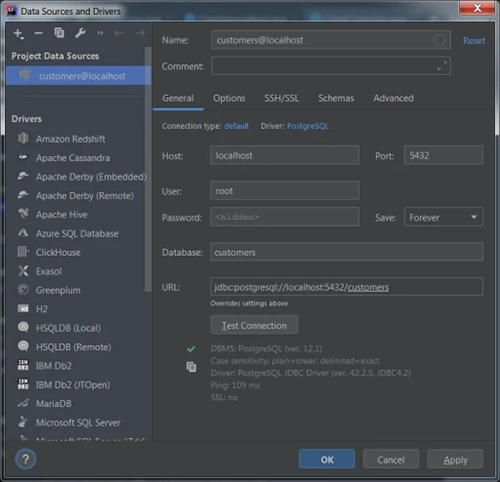 Data Sources and Drivers
Project Data Sources
customers@localhost
Drivers
Amazon Redshift
Apache Cassandra
Apache Derby (Embedded)
Apache Derby (Remote)
Apache Hive
Azure SQL Database
ClickHouse
Exasol
Greenplum
H2
HSQLDB (Local)
HSQLDB (Remote)
IBM Db2
IBM Db2 (JTOpen)
MariaDB
Microsoft SQL Server
Microsoft SQL Server (jTds)
Name: customers@localhost Reset
Comment:
General Options SSH/SSL Schemas Advanced
Connection type: default Driver: PostgreSQL
Host: localhost Port: 5432
User: root
Password: <hidden> Save: Forever
Database: customers
URL: jdbc:postgresql://localhost:5432/customers
Overrides settings above
Test Connection
DBMS: PostgreSQL (ver. 12.1)
Case sensitivity: plain=lower, delimited=exact
Driver: PostgreSQL JDBC Driver (ver. 42.2.5, JDBC4.2)
Ping: 109 ms
SSL: no
? OK Cancel Apply